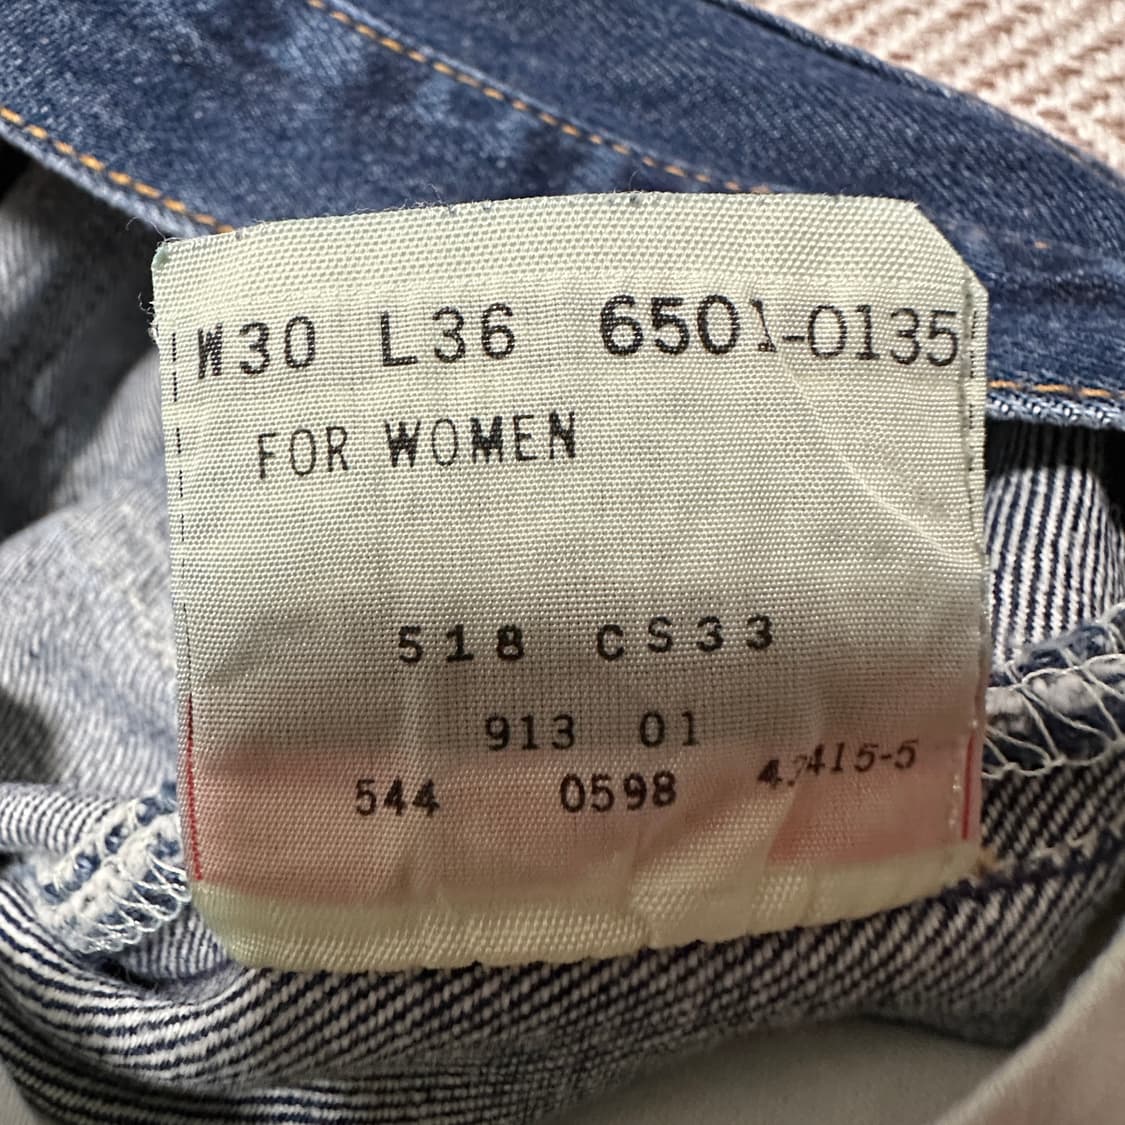 W30 L36 6501-0135
FOR WOMEN
518 CS33
913 01
544 0598